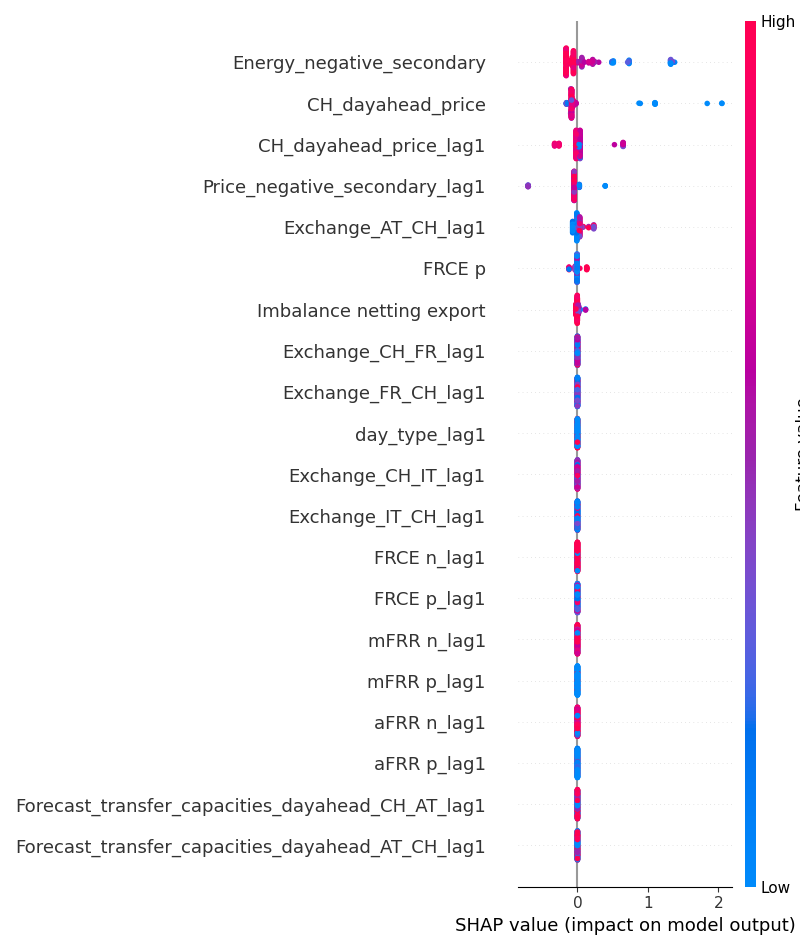 High
Energy_negative_secondary
CH_dayahead_price
CH_dayahead_price_lag1
Price_negative_secondary_lag1
Exchange_AT_CH_lag1
FRCE p
Imbalance netting export
Exchange_CH_FR_lag1
Exchange_FR_CH_lag1
day_type_lag1
Exchange_CH_IT_lag1
Exchange_IT_CH_lag1
FRCE n_lag1
FRCE p_lag1
mFRR n_lag1
mFRR p_lag1
aFRR n_lag1
aFRR p_lag1
Forecast_transfer_capacities_dayahead_CH_AT_lag1
Forecast_transfer_capacities_dayahead_AT_CH_lag1
Low
0 1 2
SHAP value (impact on model output)